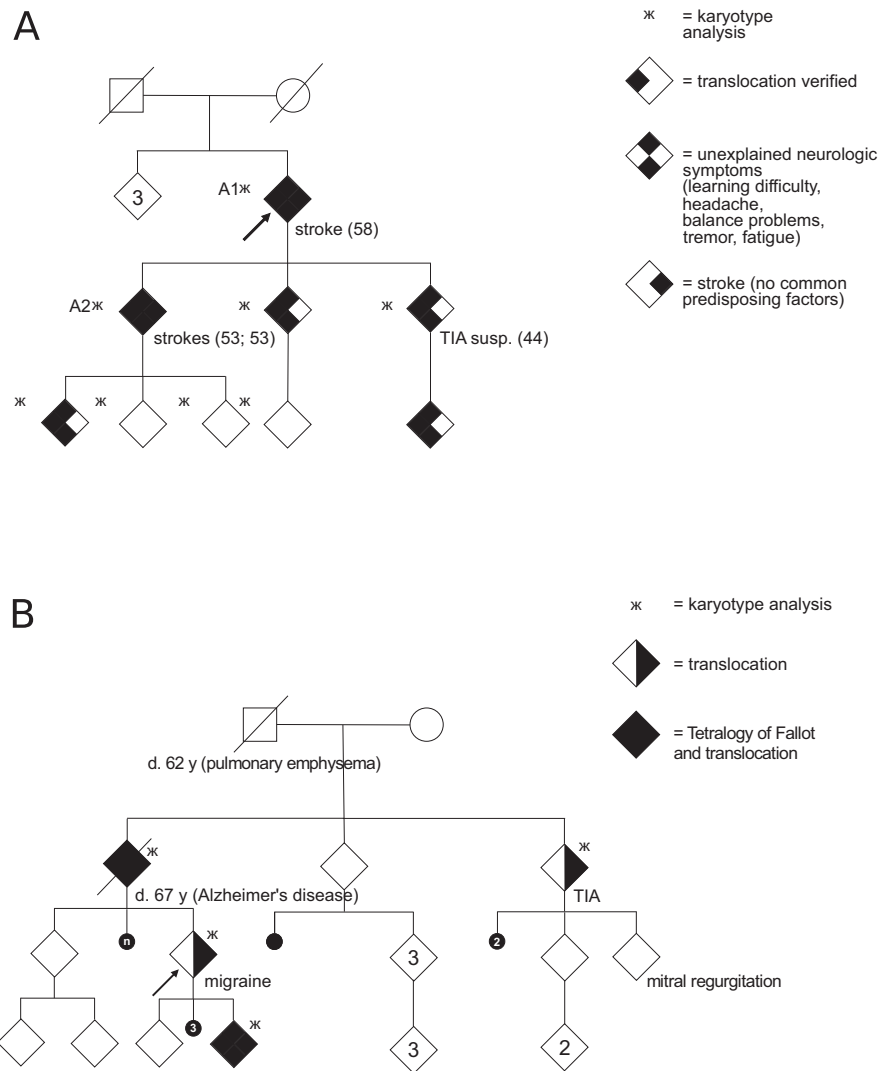 A
ж = karyotype
analysis
= translocation verified
= unexplained neurologic
symptoms
(learning difficulty,
headache,
balance problems,
tremor, fatigue)
= stroke (no common
predisposing factors)
3
A1ж
stroke (58)
A2ж
ж
ж
strokes (53; 53)
TIA susp. (44)
ж
ж
ж
ж
B
ж = karyotype analysis
= translocation
= Tetralogy of Fallot
and translocation
d. 62 y (pulmonary emphysema)
ж
ж
d. 67 y (Alzheimer's disease)
TIA
n
ж
2
3
migraine
mitral regurgitation
3
ж
3
2